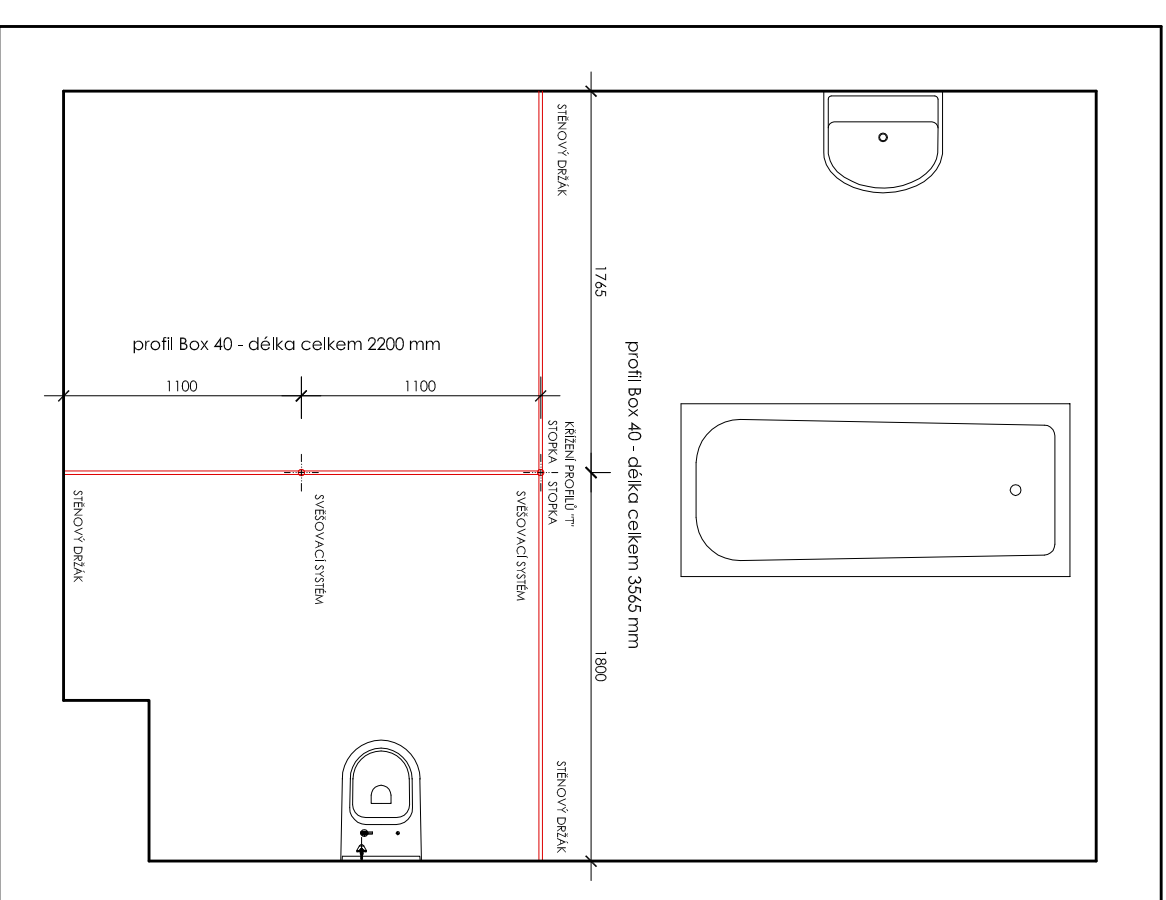 STĚNOVÝ DRŽÁK
1765
profil Box 40 - délka celkem 2200 mm
1100
1100
profil Box 40 - délka celkem 3565 mm
KŘÍŽENÍ PROFILŮ "T"
STOPKA
STOPKA
STĚNOVÝ DRŽÁK
SVĚŠOVACÍ SYSTÉM
SVĚŠOVACÍ SYSTÉM
1800
STĚNOVÝ DRŽÁK